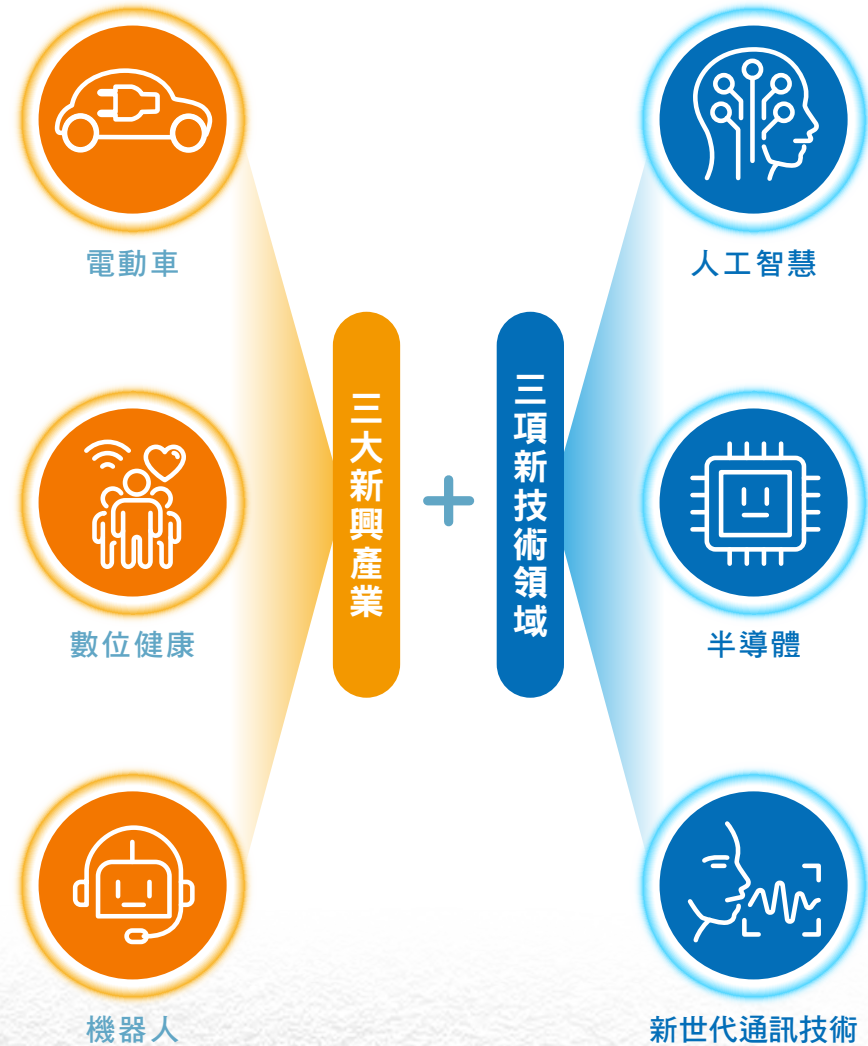 電動車
數位健康
機器人
三大新興產業
三項新技術領域
人工智慧
半導體
新世代通訊技術